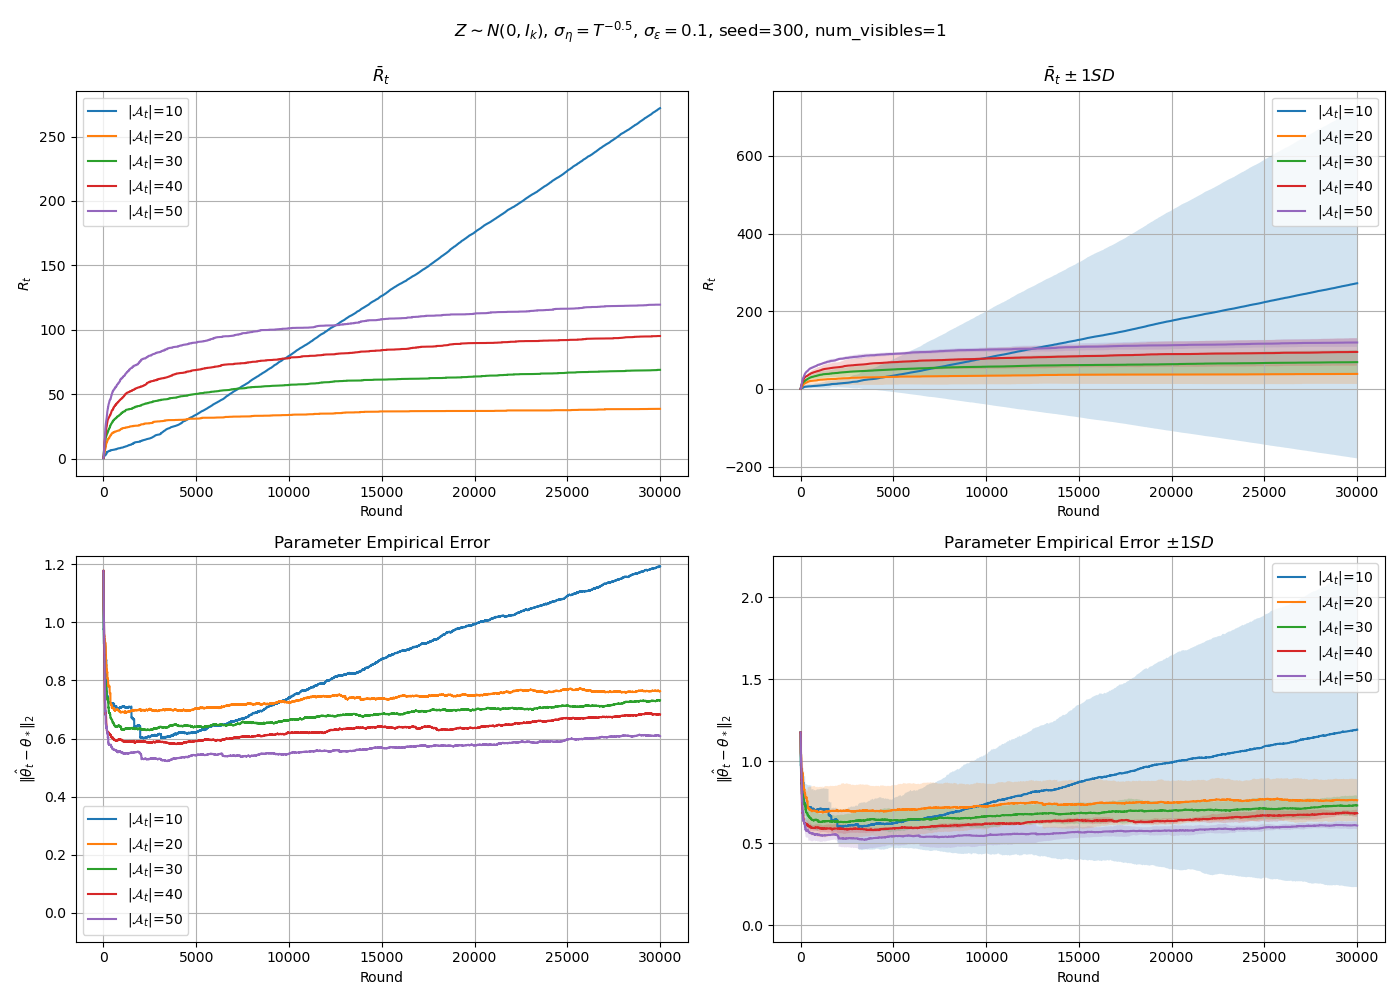 Z ∼ N(0, I_k), σ_η = T^{−0.5}, σ_ε = 0.1, seed=300, num_visibles=1
R̄_t
R_t
250
200
150
100
50
0
|𝒜_t|=10
|𝒜_t|=20
|𝒜_t|=30
|𝒜_t|=40
|𝒜_t|=50
0 5000 10000 15000 20000 25000 30000
Round
R̄_t ± 1SD
R_t
600
400
200
0
−200
|𝒜_t|=10
|𝒜_t|=20
|𝒜_t|=30
|𝒜_t|=40
|𝒜_t|=50
0 5000 10000 15000 20000 25000 30000
Round
Parameter Empirical Error
‖θ̂_t − θ_*‖_2
1.2
1.0
0.8
0.6
0.4
0.2
0.0
|𝒜_t|=10
|𝒜_t|=20
|𝒜_t|=30
|𝒜_t|=40
|𝒜_t|=50
0 5000 10000 15000 20000 25000 30000
Round
Parameter Empirical Error ±1SD
‖θ̂_t − θ_*‖_2
2.0
1.5
1.0
0.5
0.0
|𝒜_t|=10
|𝒜_t|=20
|𝒜_t|=30
|𝒜_t|=40
|𝒜_t|=50
0 5000 10000 15000 20000 25000 30000
Round